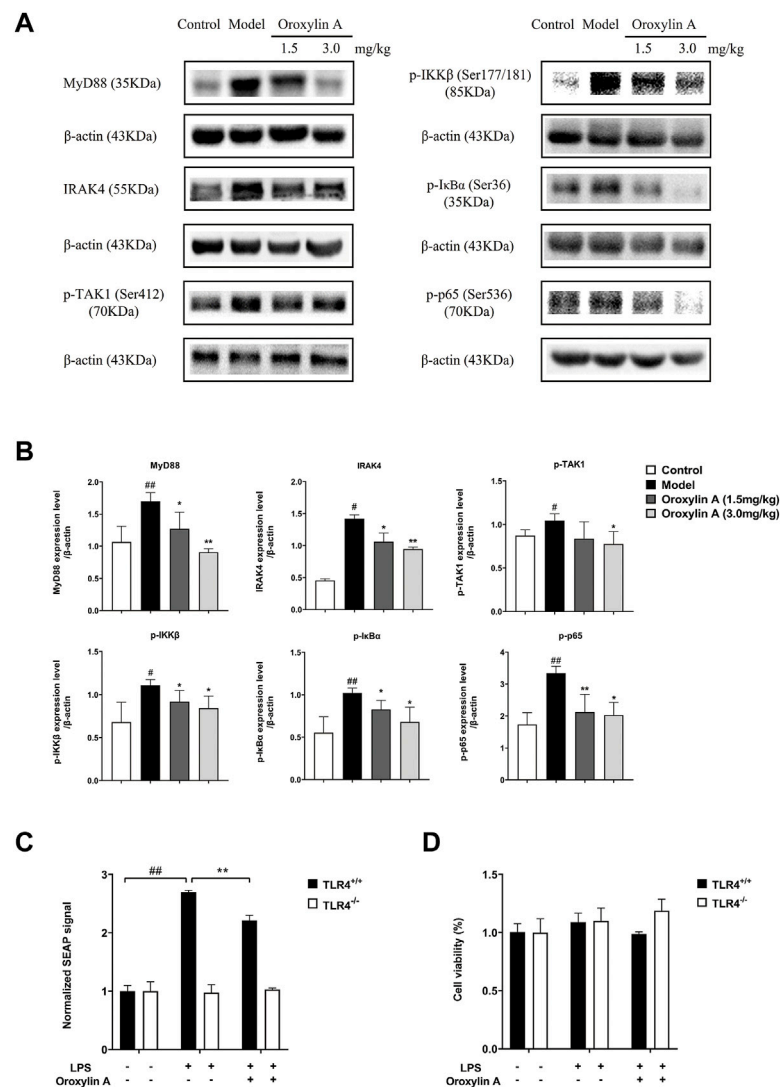 A
Control Model Oroxylin A
1.5 3.0 mg/kg
MyD88 (35KDa)
β-actin (43KDa)
IRAK4 (55KDa)
β-actin (43KDa)
p-TAK1 (Ser412)
(70KDa)
β-actin (43KDa)
Control Model Oroxylin A
1.5 3.0 mg/kg
p-IKKβ (Ser177/181)
(85KDa)
β-actin (43KDa)
p-IκBα (Ser36)
(35KDa)
β-actin (43KDa)
p-p65 (Ser536)
(70KDa)
β-actin (43KDa)
B
MyD88
MyD88 expression level
/β-actin
2.0
1.5
1.0
0.5
0.0
##
*
**
IRAK4
IRAK4 expression level
/β-actin
2.0
1.5
1.0
0.5
0.0
#
*
**
p-TAK1
p-TAK1 expression level
/β-actin
1.5
1.0
0.5
0.0
#
*
Control
Model
Oroxylin A (1.5mg/kg)
Oroxylin A (3.0mg/kg)
p-IKKβ
p-IKKβ expression level
/β-actin
1.5
1.0
0.5
0.0
#
*
*
p-IκBα
p-IκBα expression level
/β-actin
1.5
1.0
0.5
0.0
##
*
*
p-p65
p-p65 expression level
/β-actin
4
3
2
1
0
##
**
*
C
Normalized SEAP signal
3
2
1
0
##
**
TLR4+/+
TLR4-/-
LPS - - + + + +
Oroxylin A - - - - + +
D
Cell viability (%)
1.5
1.0
0.5
0.0
TLR4+/+
TLR4-/-
LPS - - + + + +
Oroxylin A - - - - + +